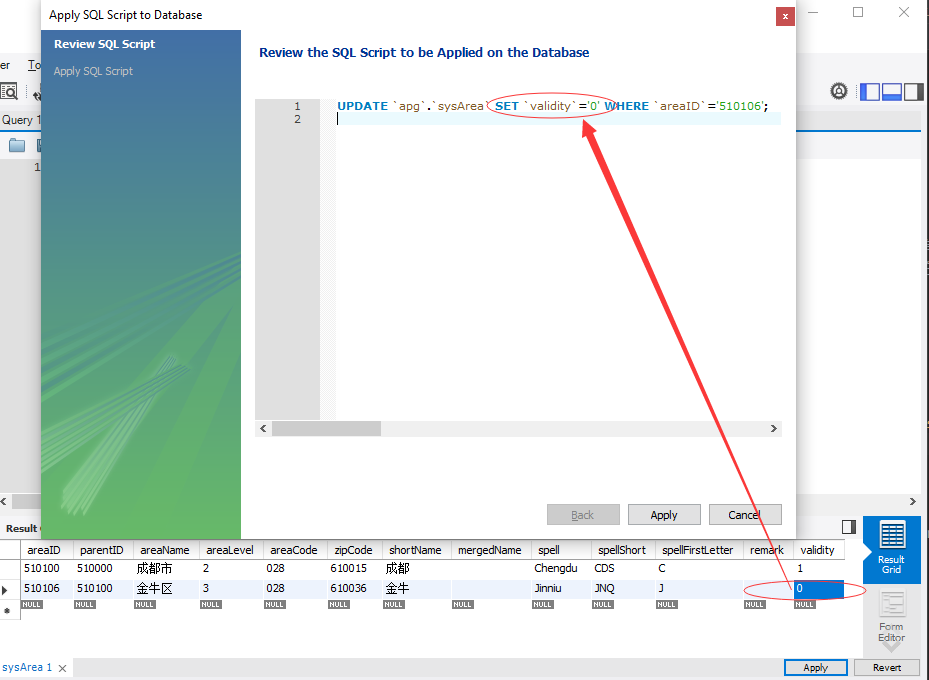 Apply SQL Script to Database
x
Review SQL Script
Apply SQL Script
Review the SQL Script to be Applied on the Database
er To
Query 1
1
1 UPDATE `apg`.`sysArea` SET `validity`='0' WHERE `areaID`='510106';
2
Back Apply Cancel
Result
areaID parentID areaName areaLevel areaCode zipCode shortName mergedName spell spellShort spellFirstLetter remark validity
510100 510000 成都市 2 028 610015 成都 Chengdu CDS C 1
510106 510100 金牛区 3 028 610036 金牛 Jinniu JNQ J 0
NULL NULL NULL NULL NULL NULL NULL NULL NULL NULL NULL NULL NULL
Result
Grid
Form
Editor
sysArea 1
Apply Revert